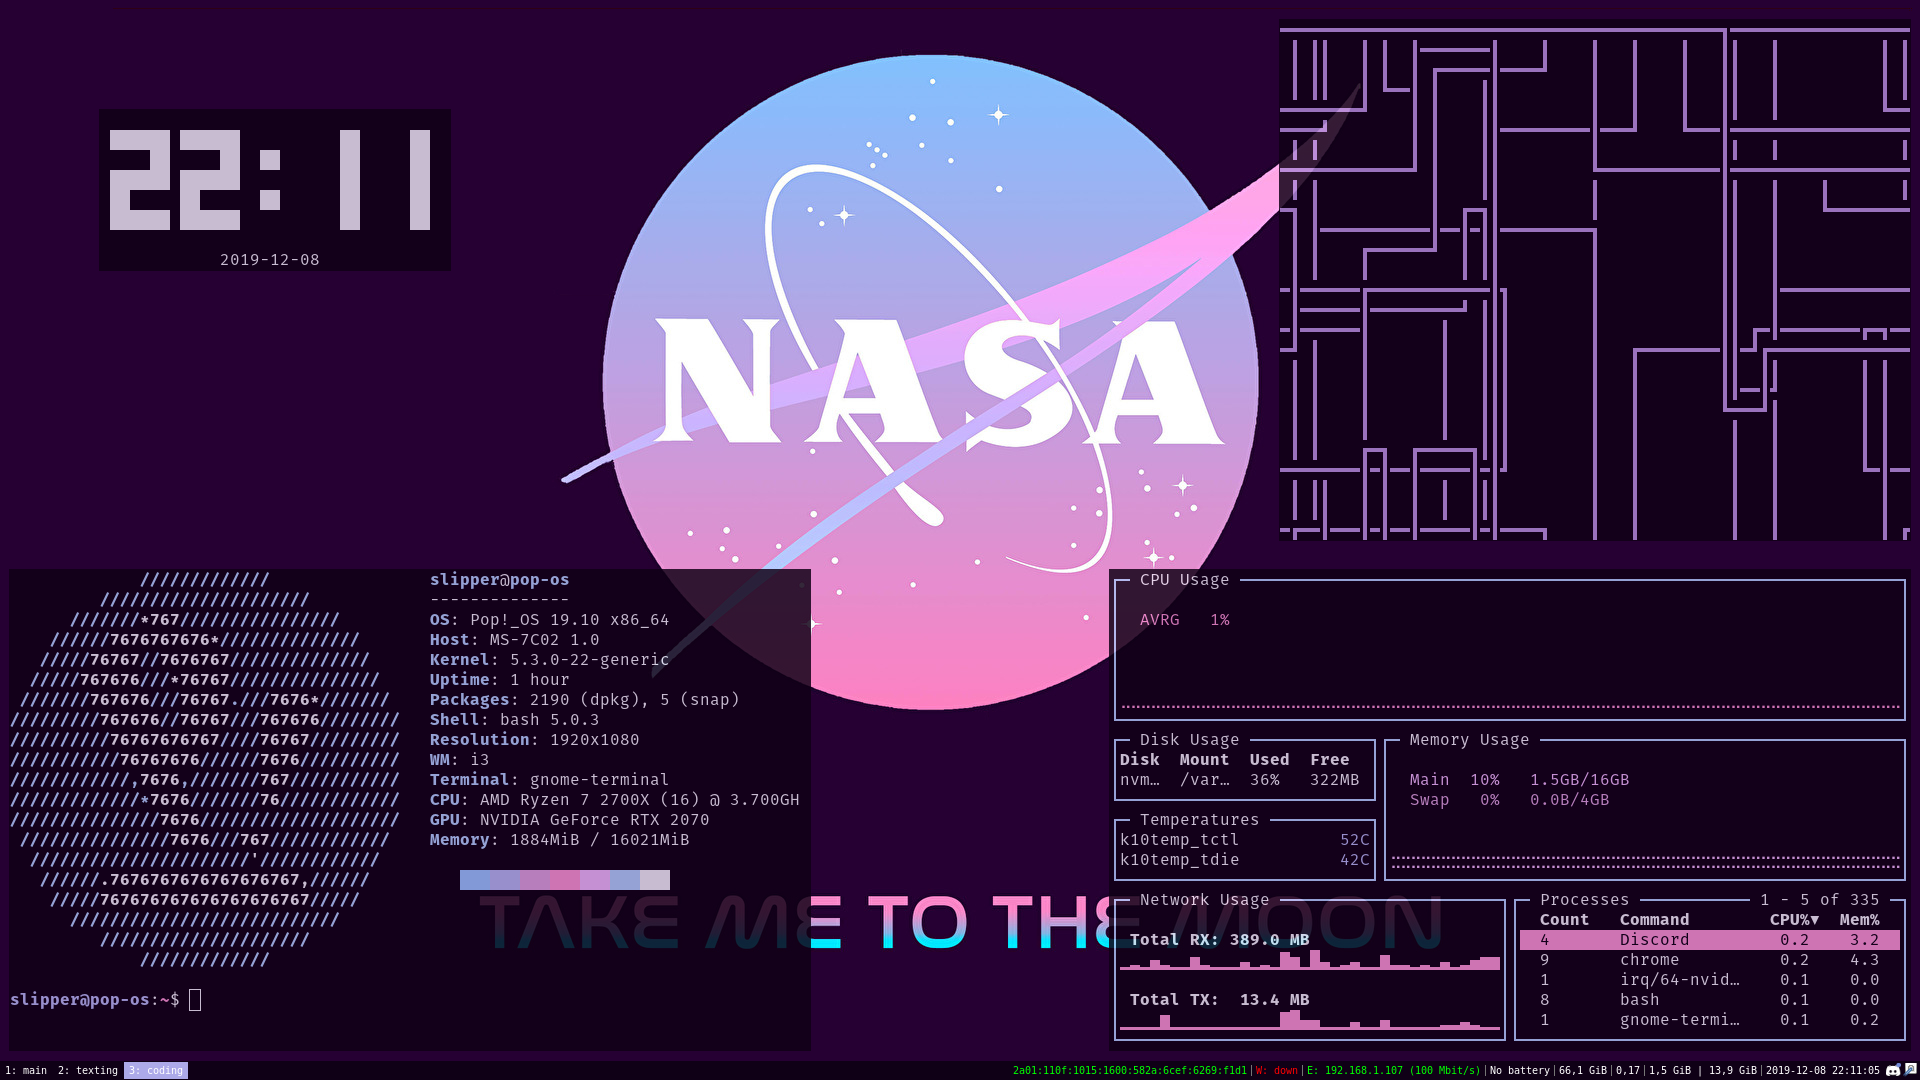 22:11
2019-12-08
NASA
TAKE ME TO THE MOON
/////////////
/////////////////////
///////*767////////////////
//////7676767676*//////////////
/////76767//7676767//////////////
/////767676///*76767///////////////
///////767676///76767.///7676*///////
/////////767676//76767///767676////////
//////////76767676767////76767/////////
///////////76767676//////7676//////////
////////////,7676,///////767///////////
/////////////*7676///////76////////////
///////////////7676////////////////////
///////////////7676///767////////////
//////////////////////'////////////
//////.7676767676767676767,//////
/////767676767676767676767/////
///////////////////////////
/////////////////////
/////////////
slipper@pop-os
--------------
OS: Pop!_OS 19.10 x86_64
Host: MS-7C02 1.0
Kernel: 5.3.0-22-generic
Uptime: 1 hour
Packages: 2190 (dpkg), 5 (snap)
Shell: bash 5.0.3
Resolution: 1920x1080
WM: i3
Terminal: gnome-terminal
CPU: AMD Ryzen 7 2700X (16) @ 3.700GH
GPU: NVIDIA GeForce RTX 2070
Memory: 1884MiB / 16021MiB
slipper@pop-os:~$
CPU Usage
AVRG 1%
Disk Usage
Disk Mount Used Free
nvm… /var… 36% 322MB
Temperatures
k10temp_tctl 52C
k10temp_tdie 42C
Memory Usage
Main 10% 1.5GB/16GB
Swap 0% 0.0B/4GB
Network Usage
Total RX: 389.0 MB
Total TX: 13.4 MB
Processes 1 - 5 of 335
Count Command CPU%▼ Mem%
4 Discord 0.2 3.2
9 chrome 0.2 4.3
1 irq/64-nvid… 0.1 0.0
8 bash 0.1 0.0
1 gnome-termi… 0.1 0.2
1: main 2: texting 3: coding
2a01:110f:1015:1600:582a:6cef:6269:f1d1|W: down|E: 192.168.1.107 (100 Mbit/s)|No battery|66,1 GiB|0,17|1,5 GiB | 13,9 GiB|2019-12-08 22:11:05